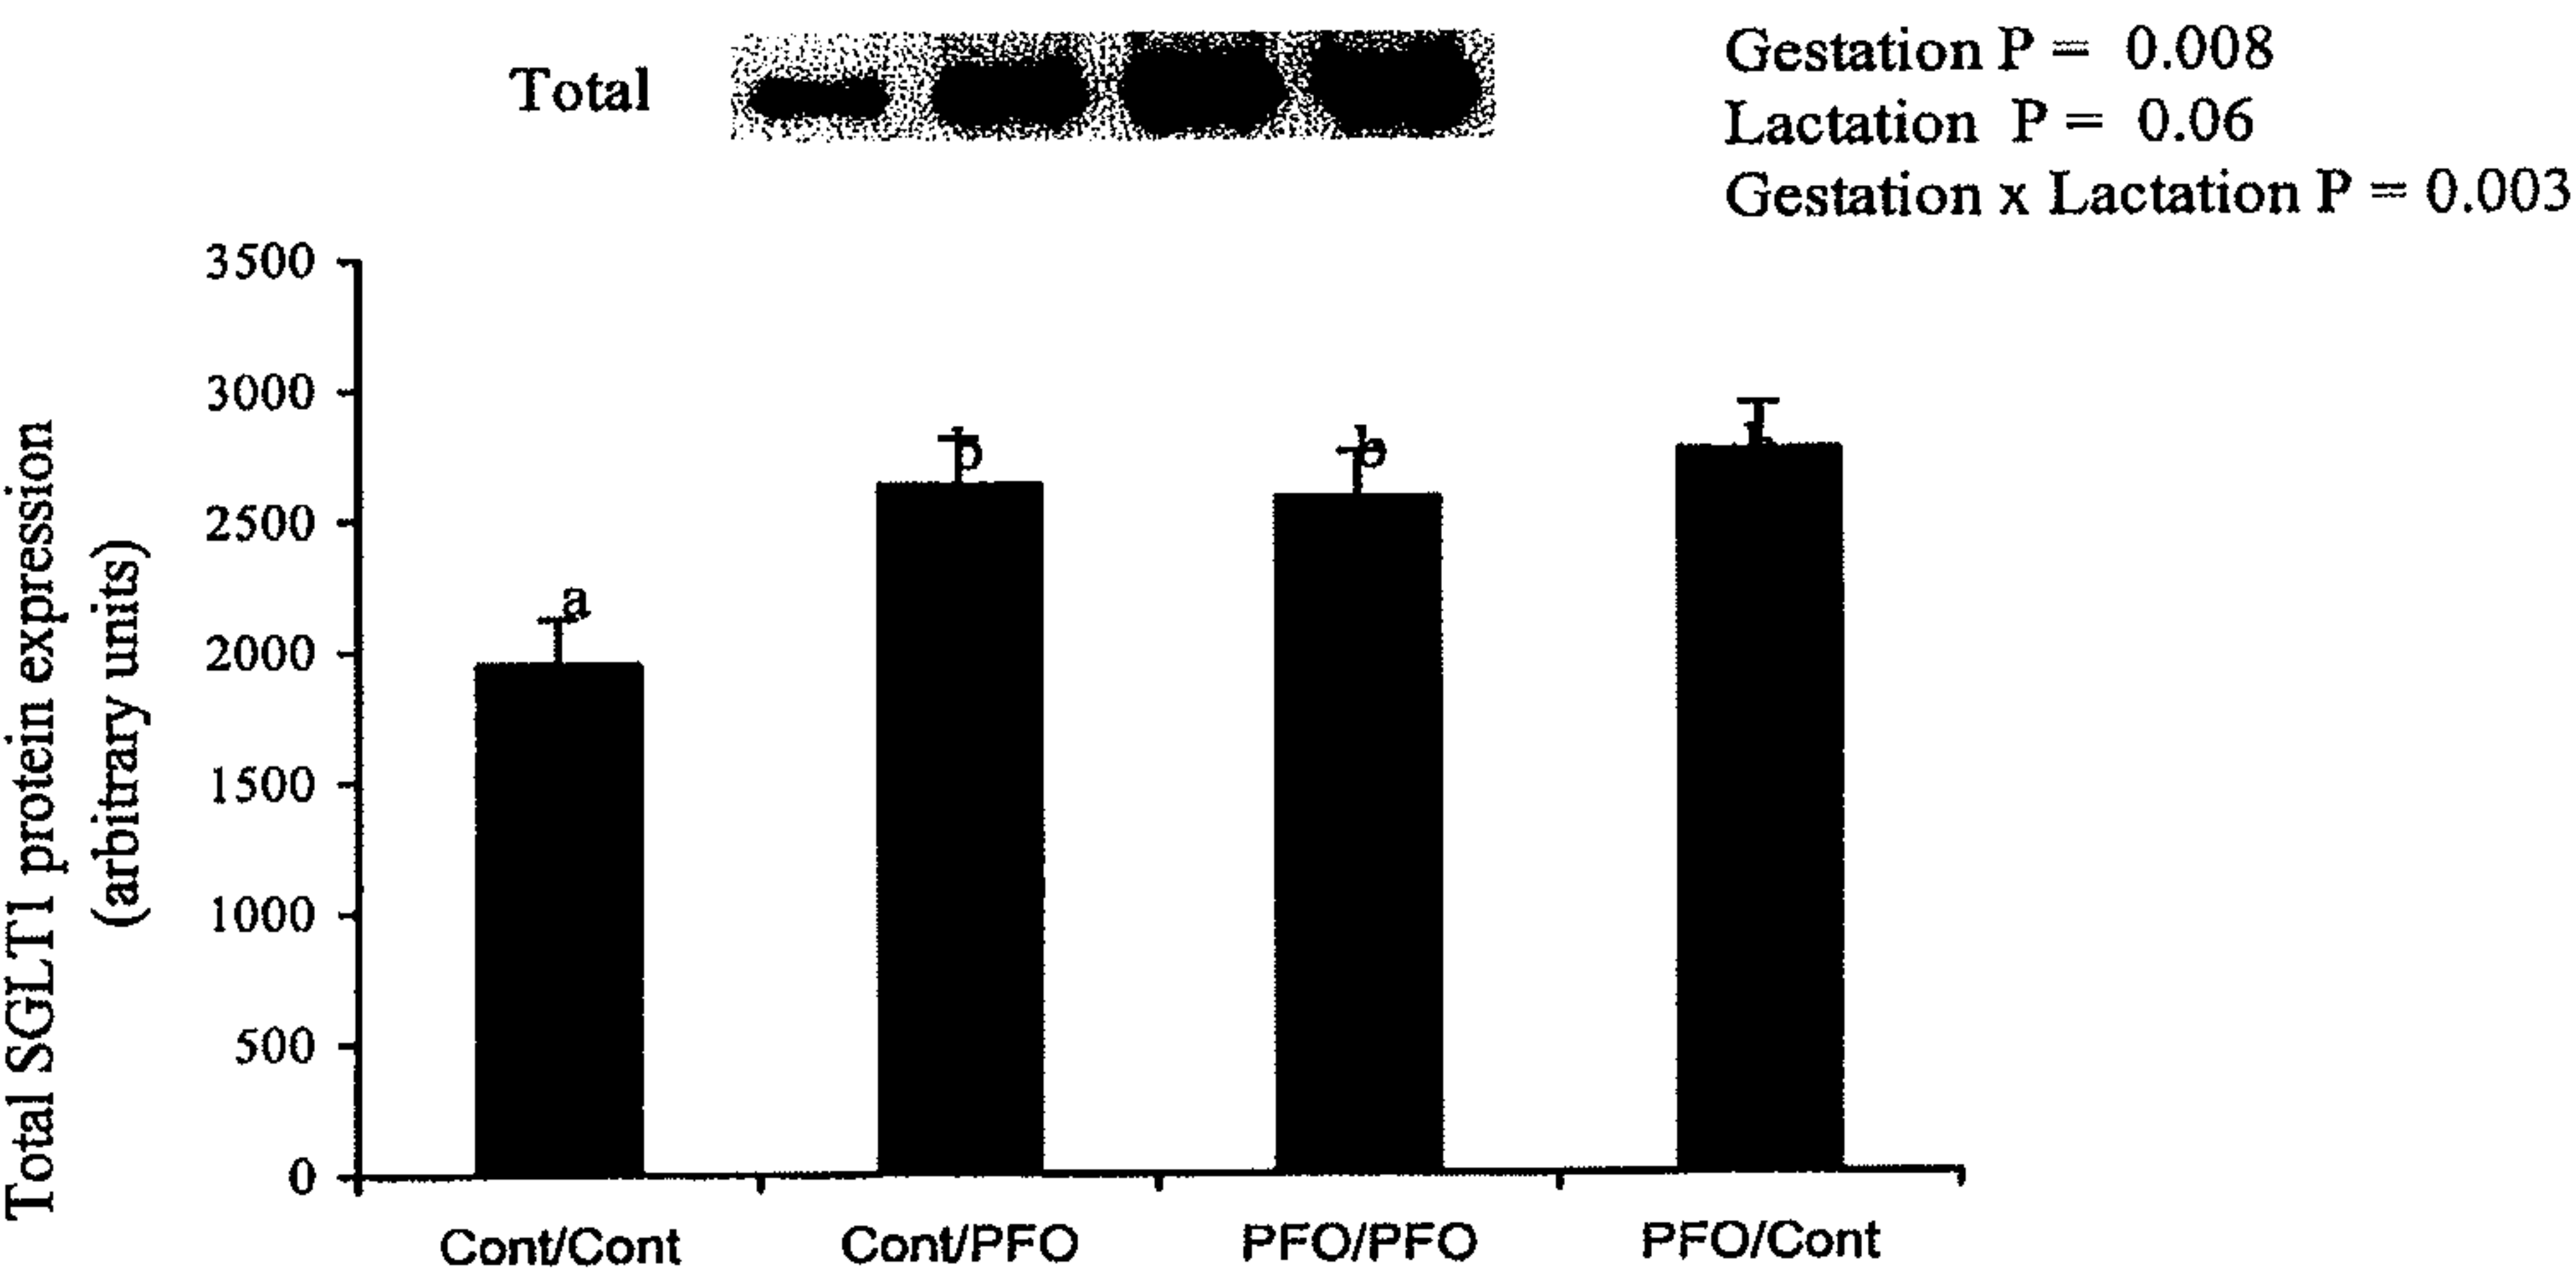 Total
Gestation P = 0.008
Lactation P = 0.06
Gestation x Lactation P = 0.003
Total SGLT1 protein expression
(arbitrary units)
3500
3000
2500
2000
1500
1000
500
0
a
b
b
Cont/Cont
Cont/PFO
PFO/PFO
PFO/Cont